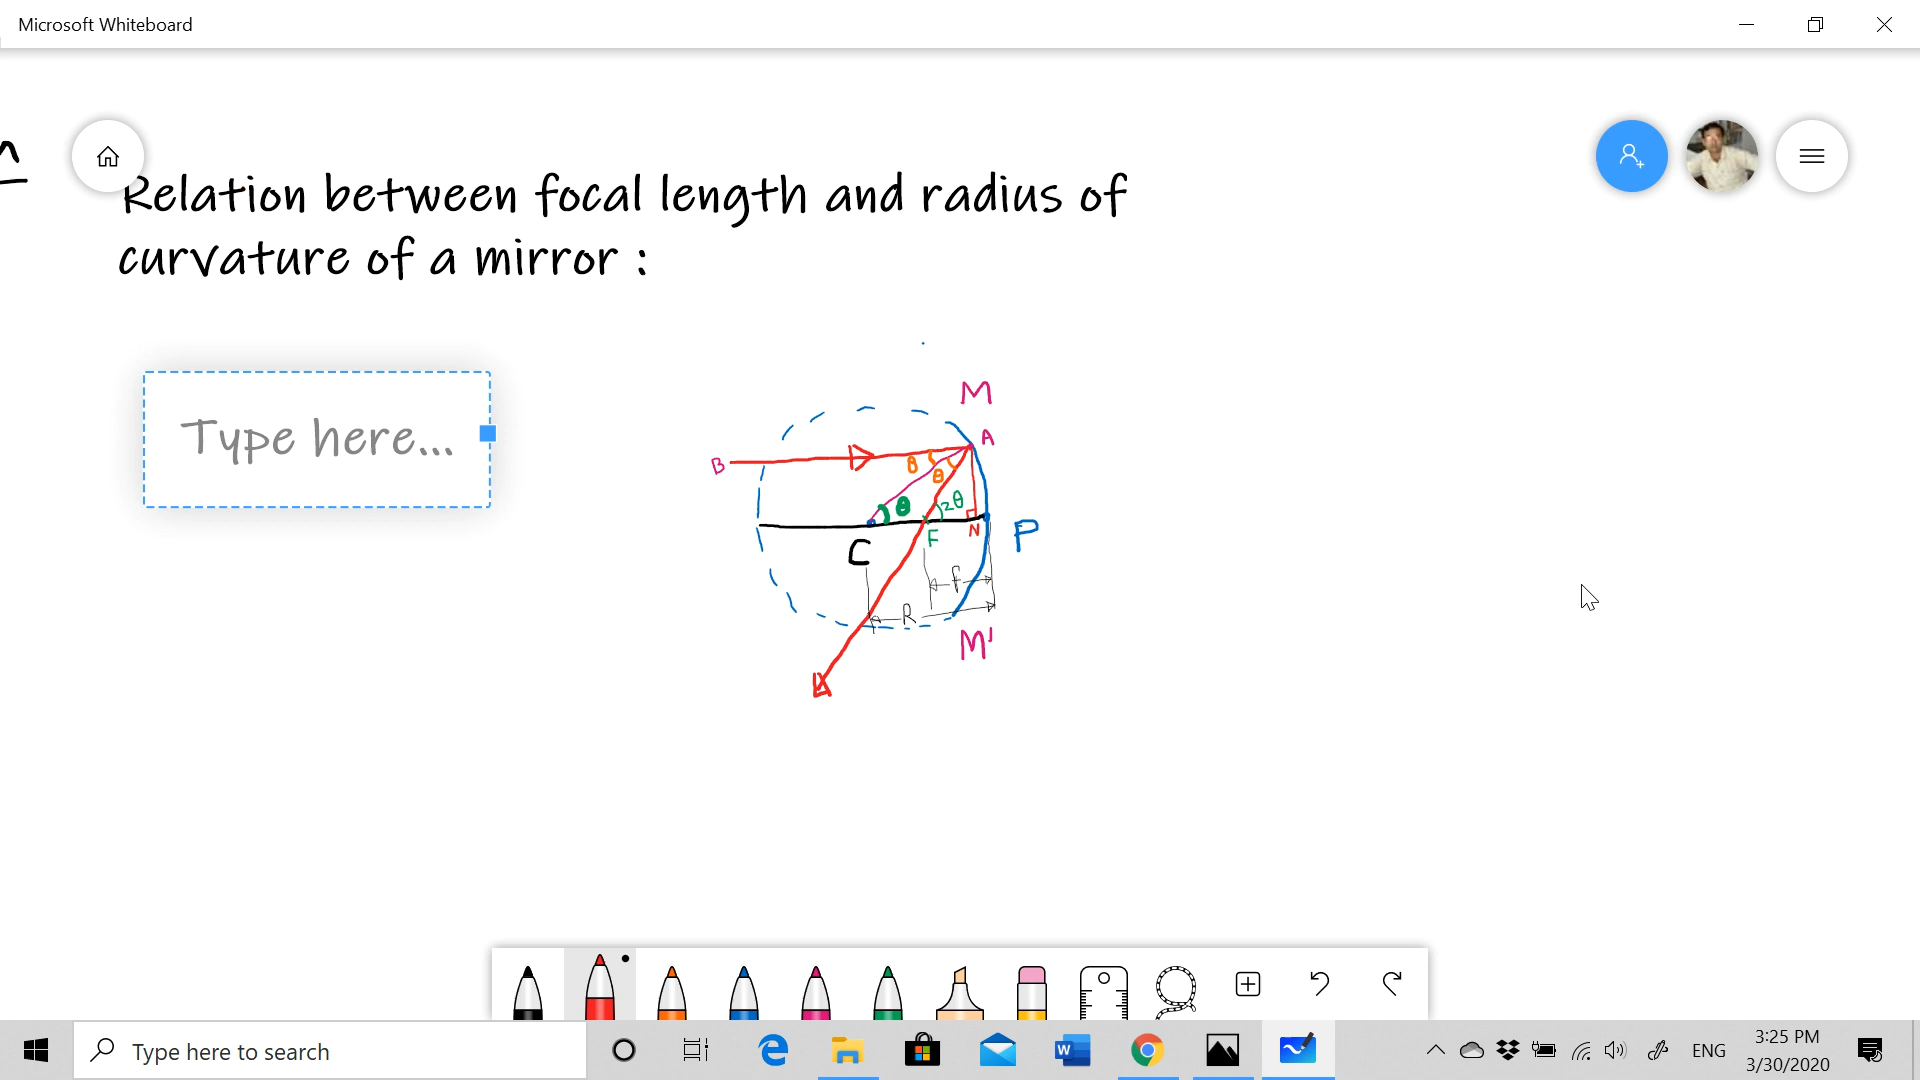 Microsoft Whiteboard
Relation between focal length and radius of
curvature of a mirror :
Type here...
M
A
B
θ
θ
θ
2θ
N
C
F
P
f
R
M'
Type here to search
W
ENG
3:25 PM
3/30/2020